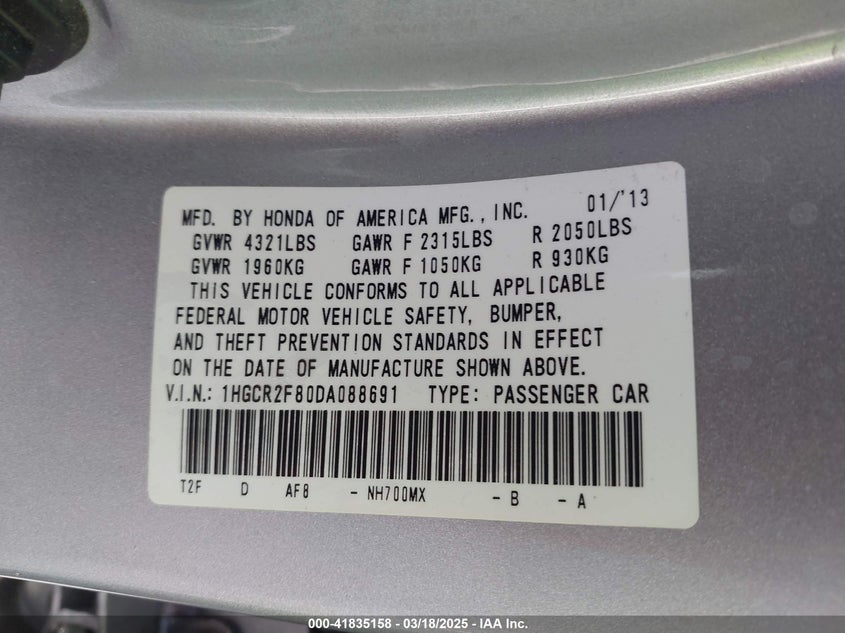 MFD. BY HONDA OF AMERICA MFG., INC. 01/'13
GVWR 4321LBS GAWR F 2315LBS R 2050LBS
GVWR 1960KG GAWR F 1050KG R 930KG
THIS VEHICLE CONFORMS TO ALL APPLICABLE
FEDERAL MOTOR VEHICLE SAFETY, BUMPER,
AND THEFT PREVENTION STANDARDS IN EFFECT
ON THE DATE OF MANUFACTURE SHOWN ABOVE.
V.I.N.: 1HGCR2F80DA088691 TYPE: PASSENGER CAR
T2F D AF8 - NH700MX - B - A
000-41835158 - 03/18/2025 - IAA Inc.